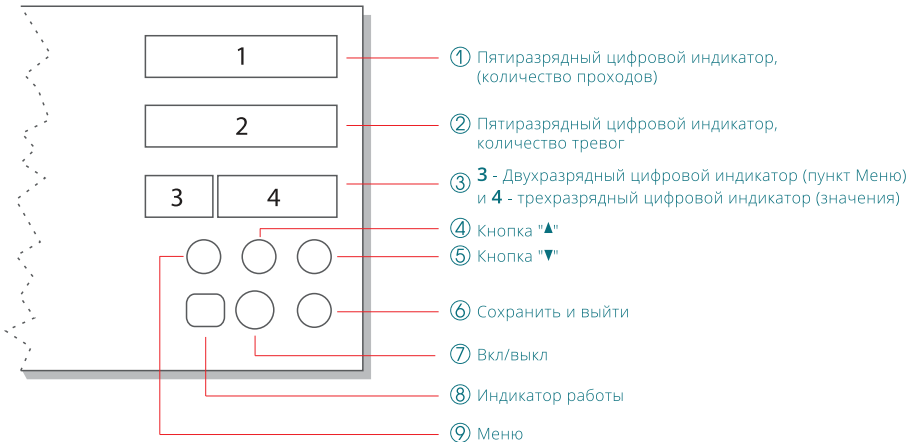 1
2
3 4
① Пятиразрядный цифровой индикатор,
(количество проходов)
② Пятиразрядный цифровой индикатор,
количество тревог
③ 3 - Двухразрядный цифровой индикатор (пункт Меню)
и 4 - трехразрядный цифровой индикатор (значения)
④ Кнопка "▲"
⑤ Кнопка "▼"
⑥ Сохранить и выйти
⑦ Вкл/выкл
⑧ Индикатор работы
⑨ Меню